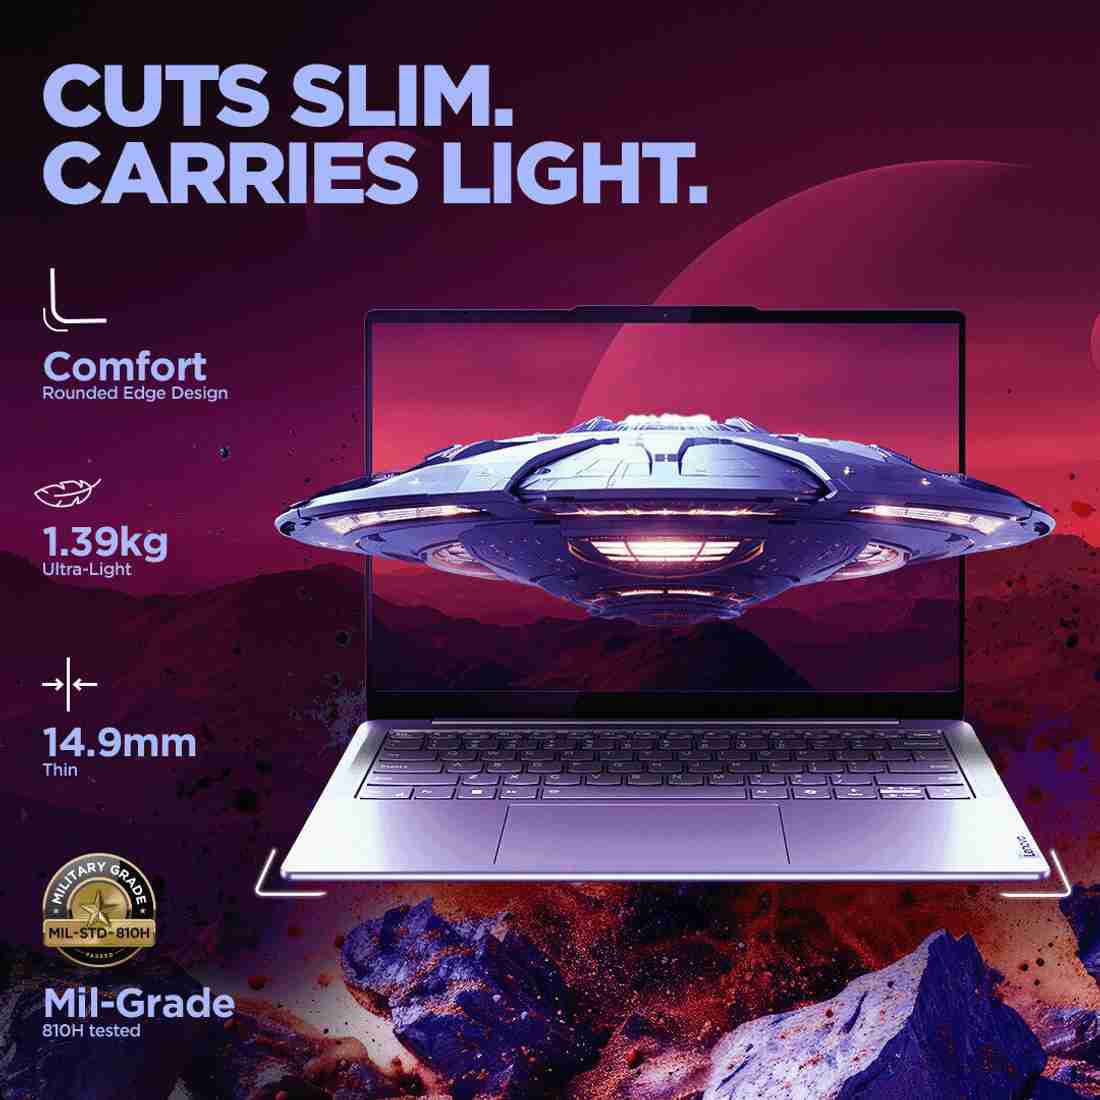 CUTS SLIM.
CARRIES LIGHT.
Comfort
Rounded Edge Design
1.39kg
Ultra-Light
14.9mm
Thin
MILITARY GRADE
MIL-STD-810H
Mil-Grade
810H tested
Lenovo